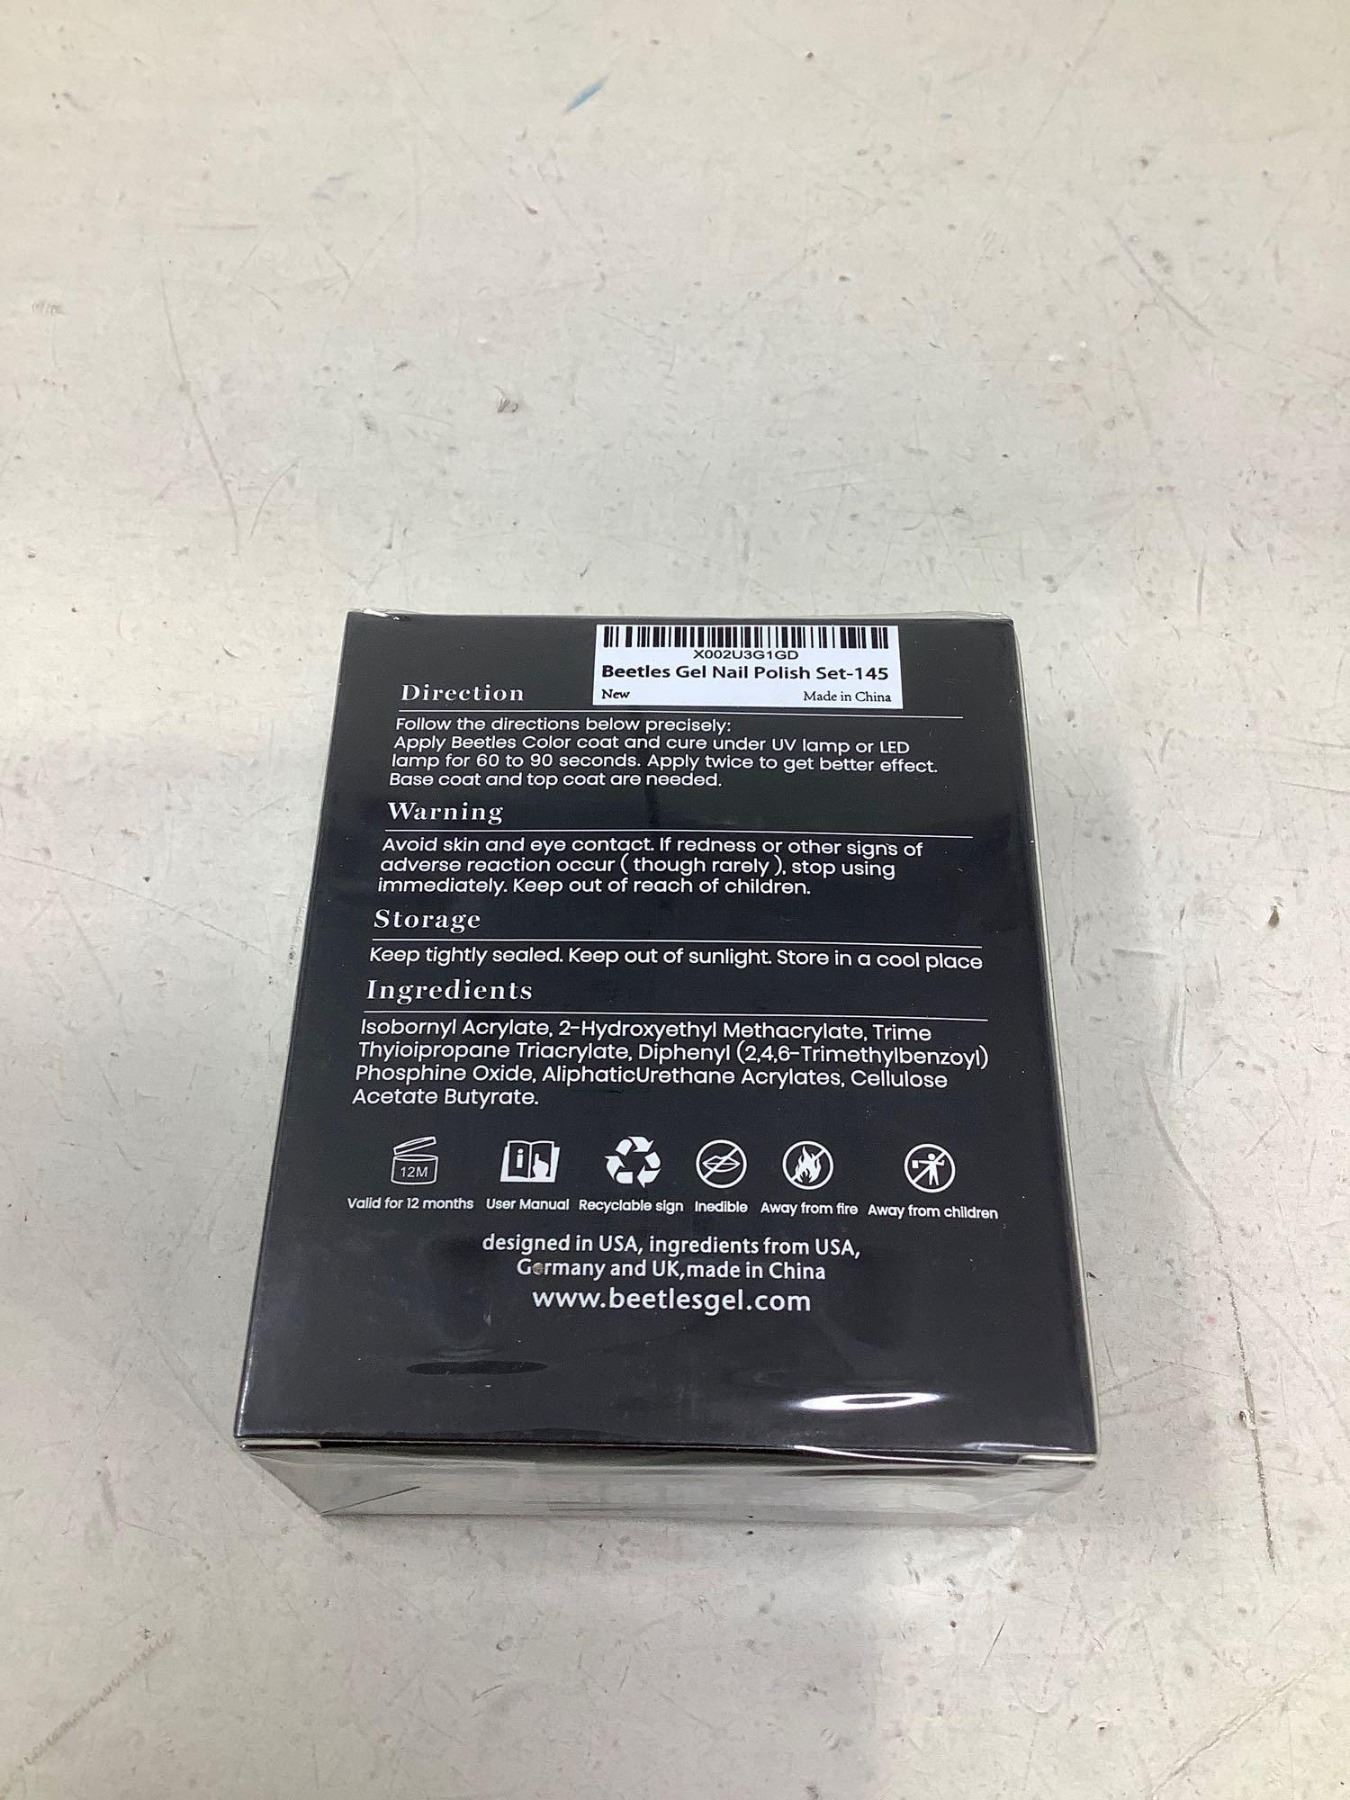 X002U3G1GD
Beetles Gel Nail Polish Set-145
New Made in China
Direction
Follow the directions below precisely:
Apply Beetles Color coat and cure under UV lamp or LED
lamp for 60 to 90 seconds. Apply twice to get better effect.
Base coat and top coat are needed.
Warning
Avoid skin and eye contact. If redness or other signs of
adverse reaction occur ( though rarely ), stop using
immediately. Keep out of reach of children.
Storage
Keep tightly sealed. Keep out of sunlight. Store in a cool place
Ingredients
Isobornyl Acrylate, 2-Hydroxyethyl Methacrylate, Trime
Thyioipropane Triacrylate, Diphenyl (2,4,6-Trimethylbenzoyl)
Phosphine Oxide, AliphaticUrethane Acrylates, Cellulose
Acetate Butyrate.
12M
Valid for 12 months User Manual Recyclable sign Inedible Away from fire Away from children
designed in USA, ingredients from USA,
Germany and UK,made in China
www.beetlesgel.com